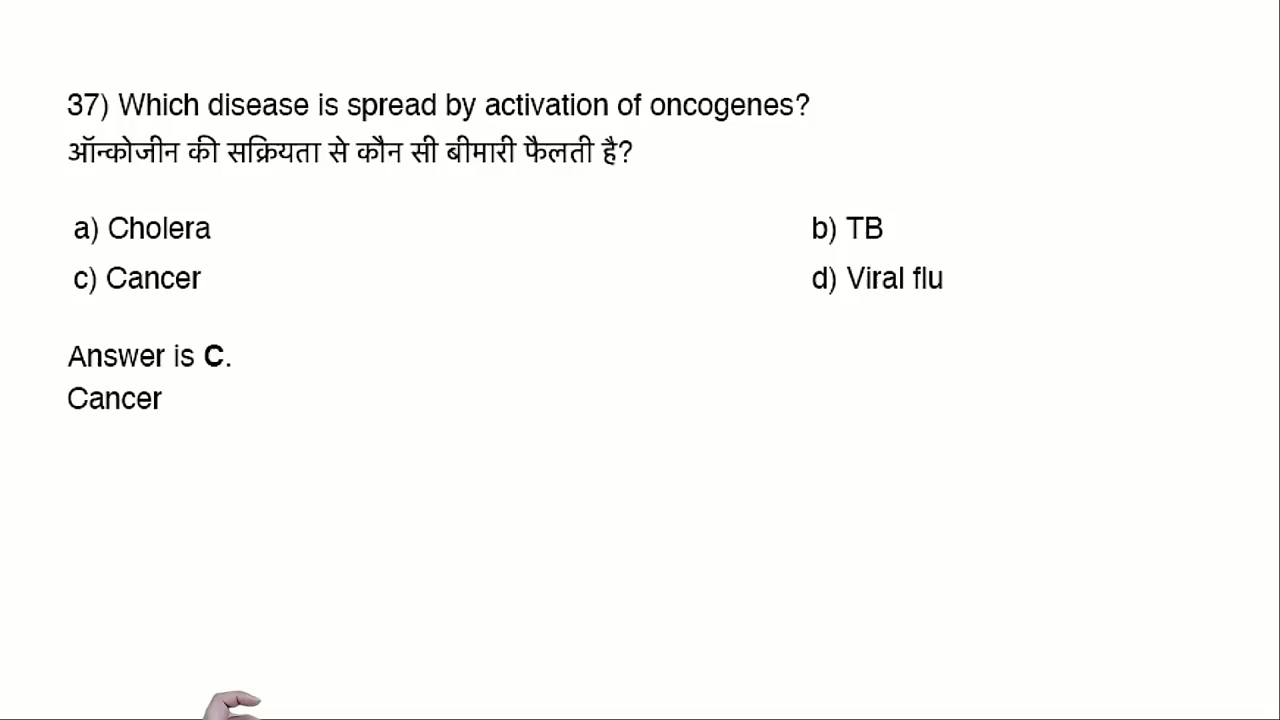 37) Which disease is spread by activation of oncogenes?
ऑन्कोजीन की सक्रियता से कौन सी बीमारी फैलती है?
a) Cholera b) TB
c) Cancer d) Viral flu
Answer is C.
Cancer